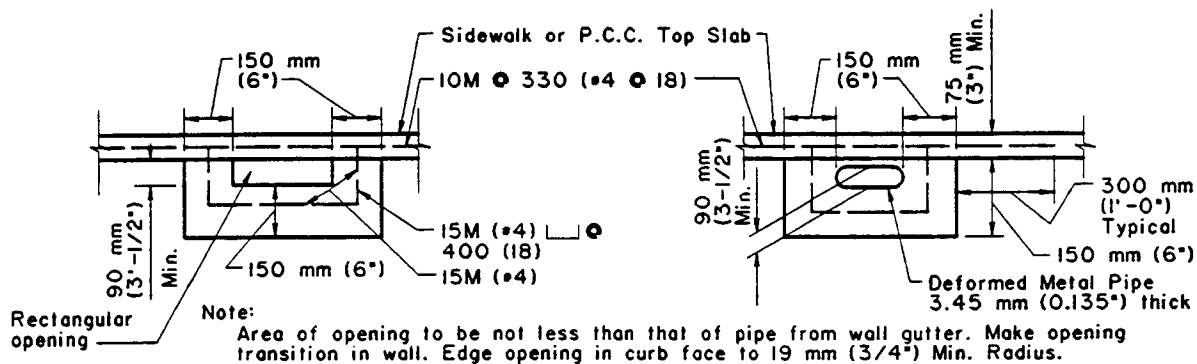 Sidewalk or P.C.C. Top Slab
150 mm
(6")
(6")
10M @ 330 (#4 @ 18)
150 mm
(6")
75 mm
(3") Min.
90 mm
(3'-1/2")
Min.
15M (#4) @
400 (18)
150 mm (6")
15M (#4)
90 mm
(3-1/2")
Min.
300 mm
(1'-0")
Typical
150 mm (6")
Deformed Metal Pipe
3.45 mm (0.135") thick
Rectangular
opening
Note:
Area of opening to be not less than that of pipe from wall gutter. Make opening
transition in wall. Edge opening in curb face to 19 mm (3/4") Min. Radius.